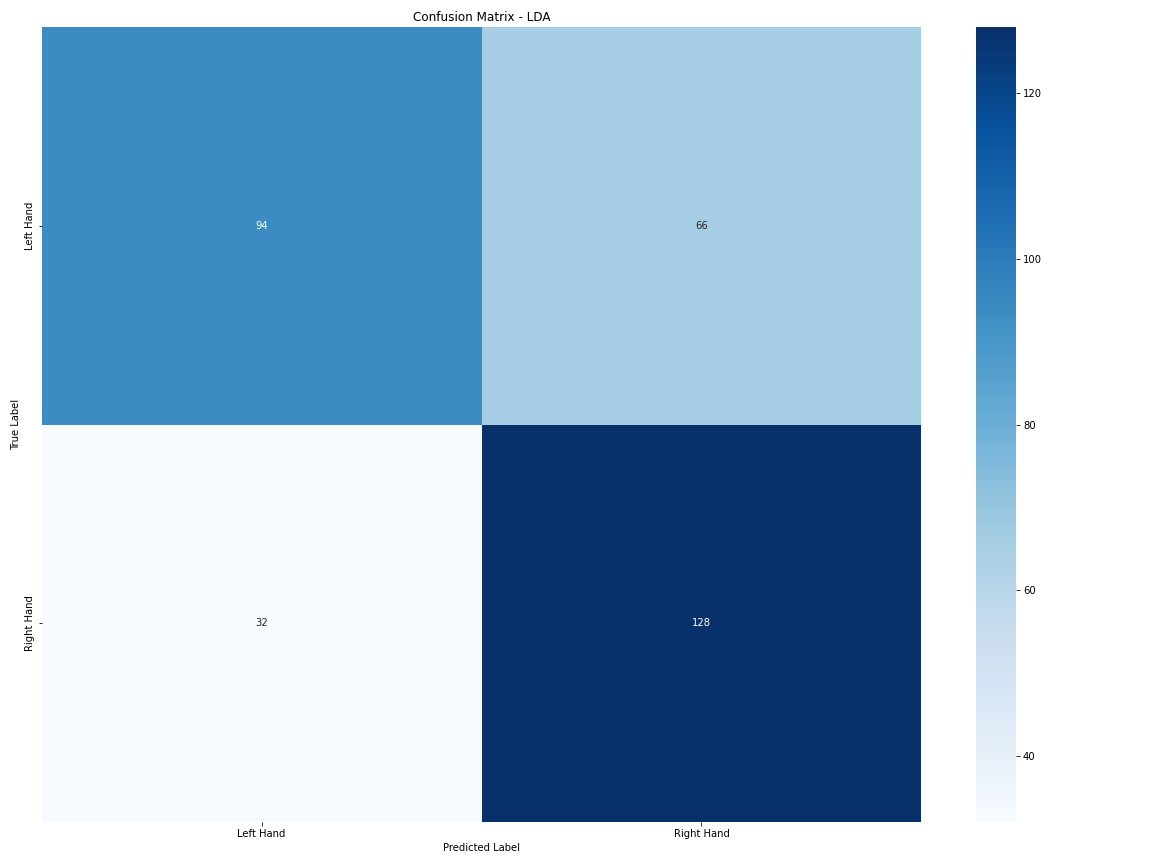 Confusion Matrix - LDA
Left Hand
94
66
True Label
Right Hand
32
128
Left Hand
Right Hand
Predicted Label
120
100
80
60
40